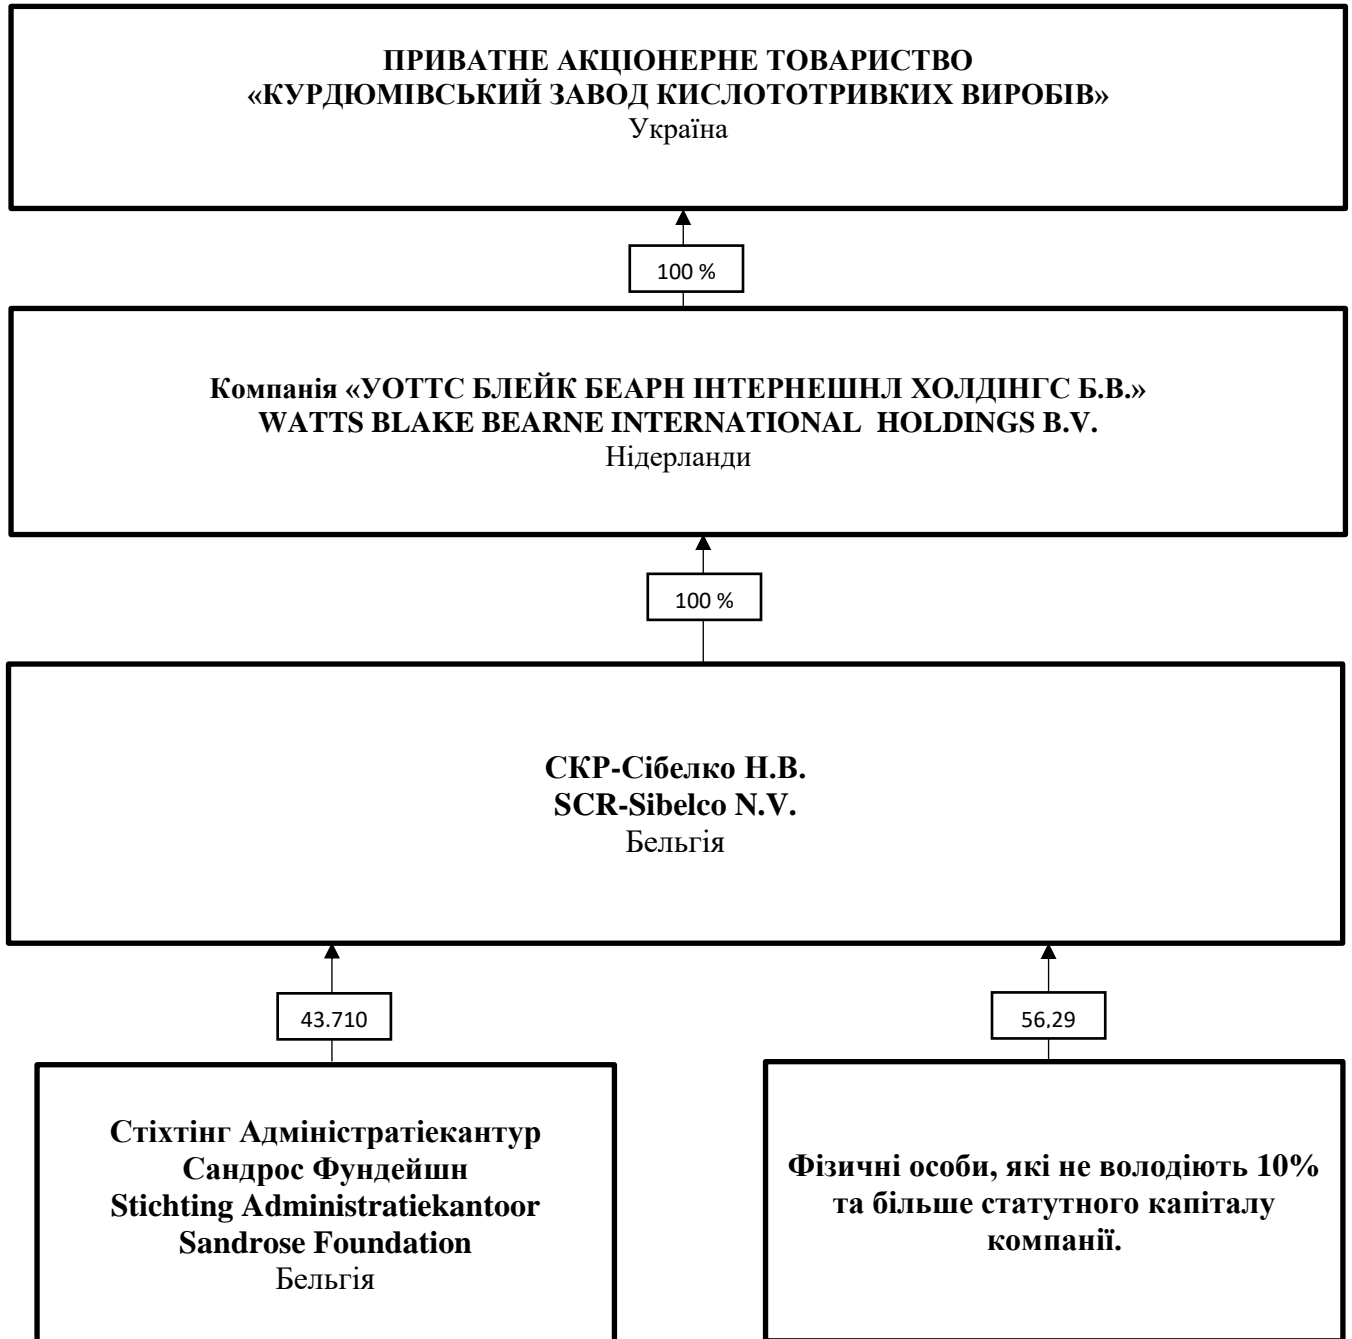 ПРИВАТНЕ АКЦІОНЕРНЕ ТОВАРИСТВО
«КУРДЮМІВСЬКИЙ ЗАВОД КИСЛОТОТРИВКИХ ВИРОБІВ»
Україна
100 %
Компанія «УОТТС БЛЕЙК БЕАРН ІНТЕРНЕШНЛ ХОЛДІНГС Б.В.»
WATTS BLAKE BEARNE INTERNATIONAL HOLDINGS B.V.
Нідерланди
100 %
СКР-Сібелко Н.В.
SCR-Sibelco N.V.
Бельгія
43.710
56,29
Стіхтінг Адміністратіекантур
Сандрос Фундейшн
Stichting Administratiekantoor
Sandrose Foundation
Бельгія
Фізичні особи, які не володіють 10%
та більше статутного капіталу
компанії.